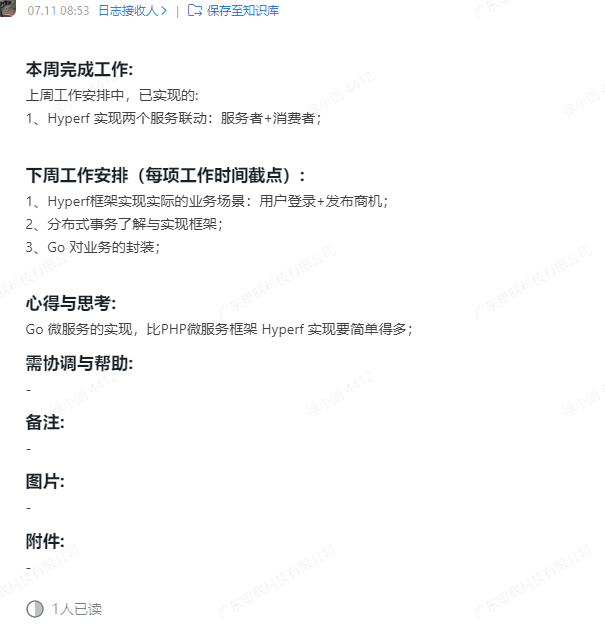 07.11 08:53 日志接收人 > | 保存至知识库
本周完成工作:
上周工作安排中，已实现的:
1、Hyperf 实现两个服务联动：服务者+消费者；
下周工作安排（每项工作时间截点）:
1、Hyperf框架实现实际的业务场景：用户登录+发布商机；
2、分布式事务了解与实现框架；
3、Go 对业务的封装；
心得与思考:
Go 微服务的实现，比PHP微服务框架 Hyperf 实现要简单得多；
需协调与帮助:
-
备注:
-
图片:
-
附件:
-
1人已读